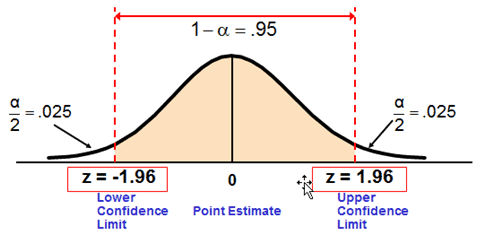 1 − α = .95
α/2 = .025
α/2 = .025
z = -1.96
0
z = 1.96
Lower
Confidence
Limit
Point Estimate
Upper
Confidence
Limit